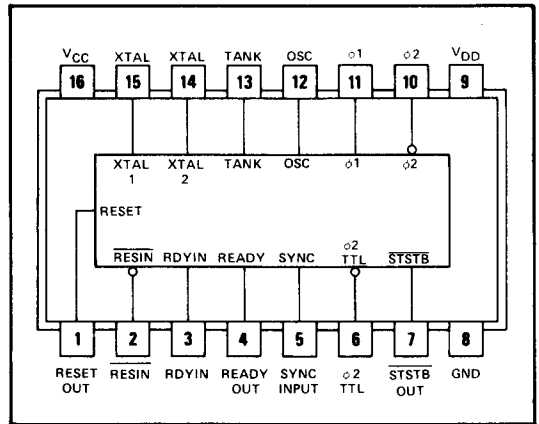 V_CC XTAL XTAL TANK OSC φ1 φ2 V_DD
16 15 14 13 12 11 10 9
XTAL XTAL TANK OSC φ1 φ2
1 2
RESET
φ2
RESIN RDYIN READY SYNC TTL STSTB
1 2 3 4 5 6 7 8
RESET RESIN RDYIN READY SYNC φ2 STSTB GND
OUT OUT INPUT TTL OUT